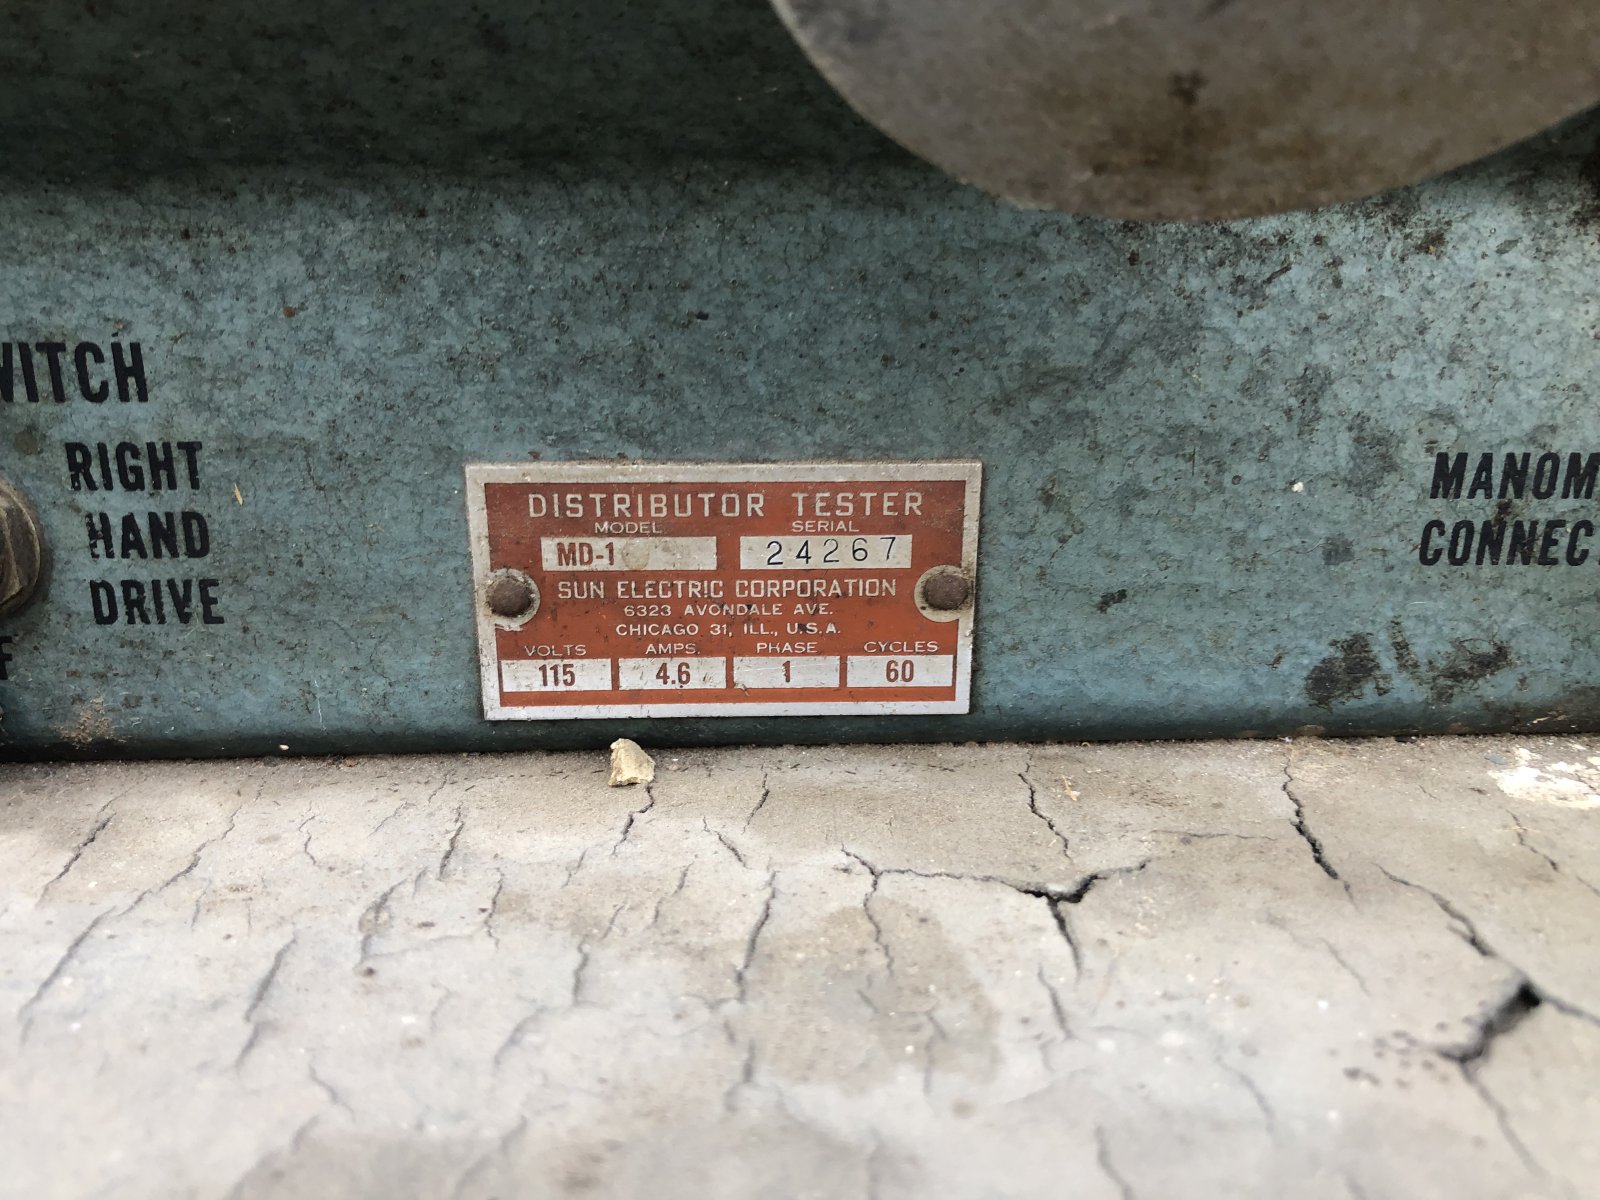 WITCH
RIGHT
HAND
DRIVE
F
DISTRIBUTOR TESTER
MODEL SERIAL
MD-1 24267
SUN ELECTRIC CORPORATION
6323 AVONDALE AVE.
CHICAGO 31, ILL., U.S.A.
VOLTS AMPS. PHASE CYCLES
115 4.6 1 60
MANOM
CONNEC